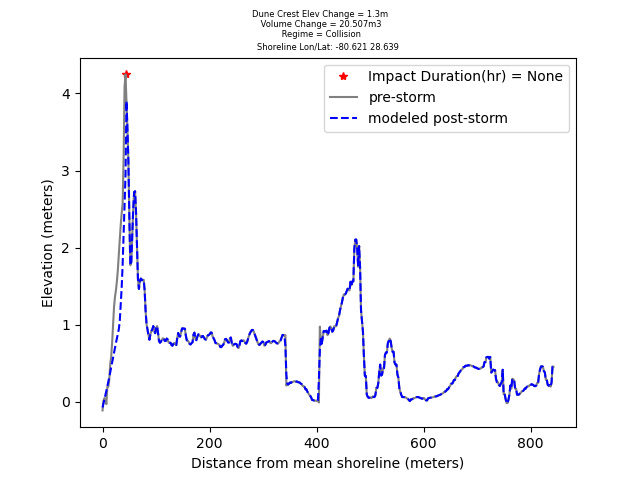 Dune Crest Elev Change = 1.3m
Volume Change = 20.507m3
Regime = Collision
Shoreline Lon/Lat: -80.621 28.639
Impact Duration(hr) = None
pre-storm
modeled post-storm
4
3
2
1
0
Elevation (meters)
0 200 400 600 800
Distance from mean shoreline (meters)